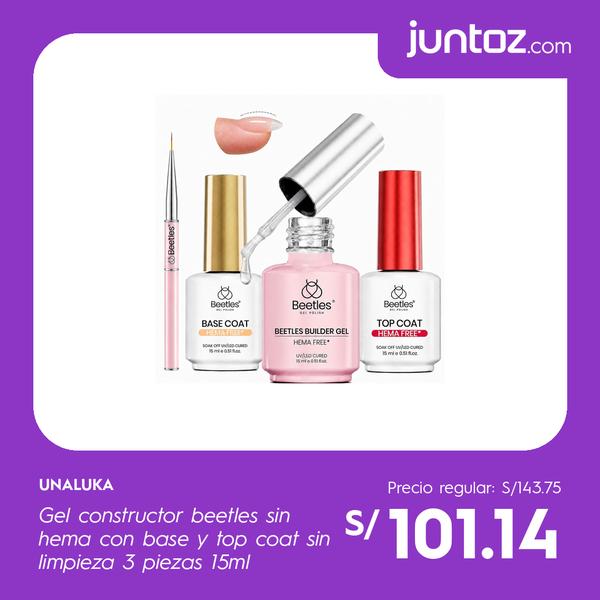 juntoz.com
Beetles®
Beetles®
GEL POLISH
BASE COAT
HEMA FREE*
SOAK OFF UV/LED CURED
15 ml e 0.51 fl.oz.
Beetles®
GEL POLISH
BEETLES BUILDER GEL
HEMA FREE*
UV/LED CURED
15 ml e 0.51 fl.oz.
Beetles®
GEL POLISH
TOP COAT
HEMA FREE*
SOAK OFF UV/LED CURED
15 ml e 0.51 fl.oz.
UNALUKA
Gel constructor beetles sin
hema con base y top coat sin
limpieza 3 piezas 15ml
Precio regular: S/143.75
S/101.14